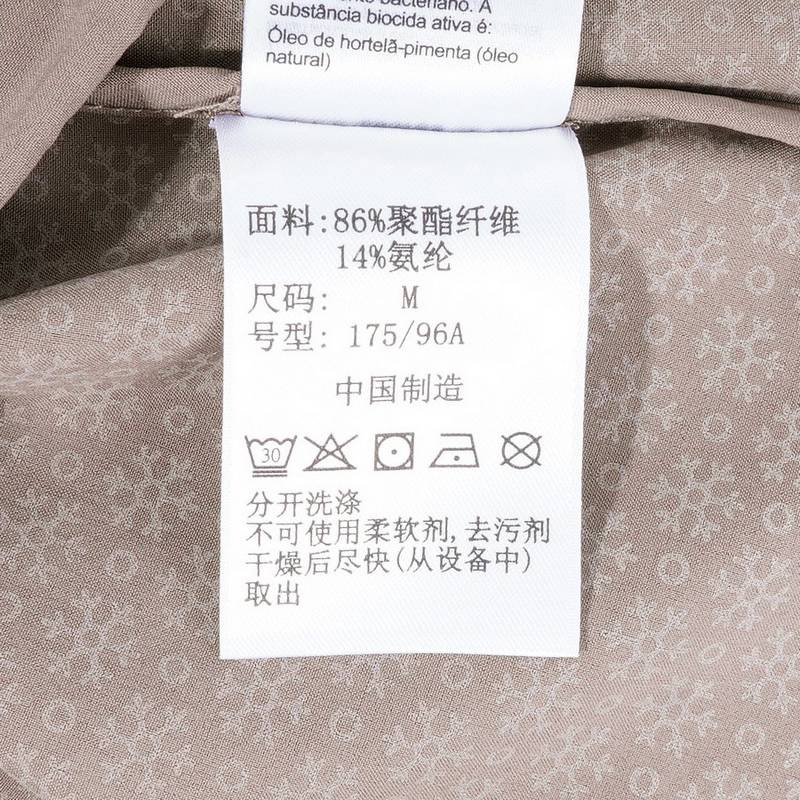 bacteriano. A
substância biocida ativa é:
Óleo de hortelã-pimenta (óleo
natural)
面料:86%聚酯纤维
14%氨纶
尺码: M
号型: 175/96A
中国制造
30
分开洗涤
不可使用柔软剂,去污剂
干燥后尽快(从设备中)
取出